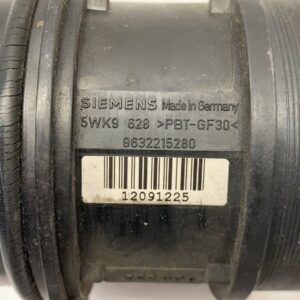 SIEMENS Made in Germany
5WK9 628 >PBT-GF30<
9632215280
12091225